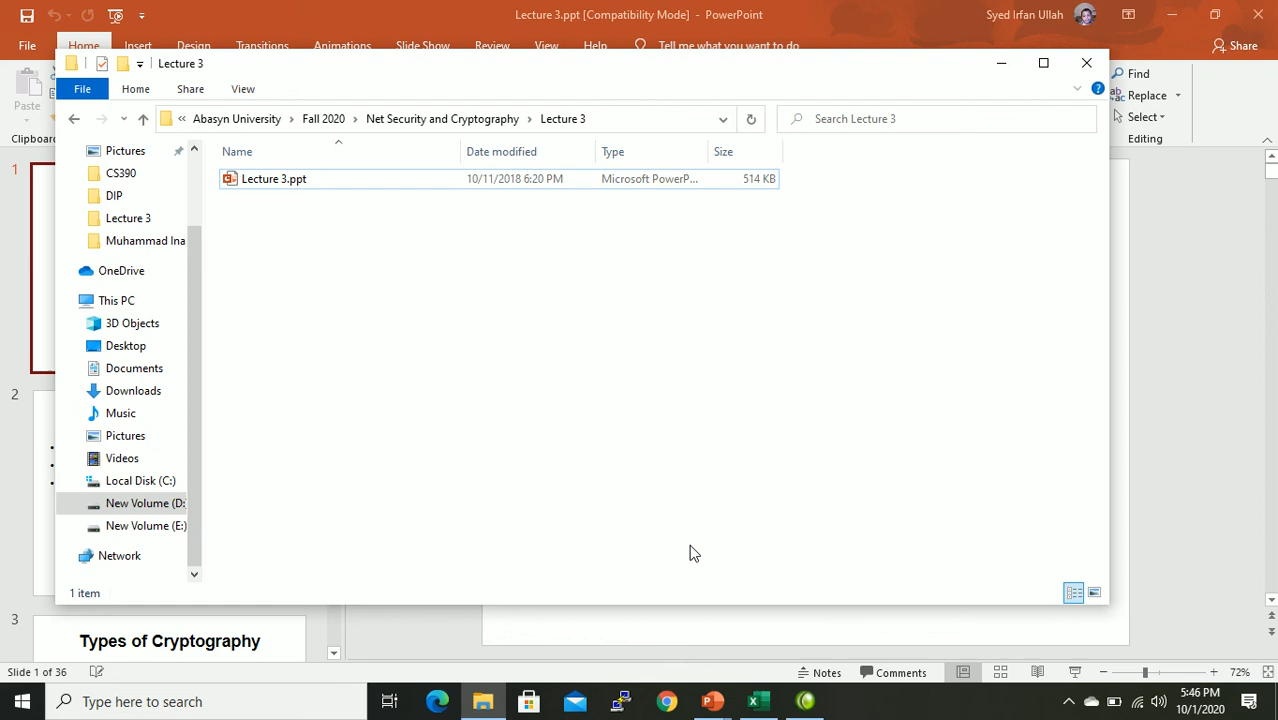 Lecture 3.ppt [Compatibility Mode] - PowerPoint
Syed Irfan Ullah
File Home Insert Design Transitions Animations Slide Show Review View Help Tell me what you want to do Share
Lecture 3
File Home Share View
Paste
Clipboard
Find
Replace
Select
Editing
« Abasyn University > Fall 2020 > Net Security and Cryptography > Lecture 3
Search Lecture 3
Name Date modified Type Size
Lecture 3.ppt 10/11/2018 6:20 PM Microsoft PowerP... 514 KB
Pictures
CS390
DIP
Lecture 3
Muhammad Ina
OneDrive
This PC
3D Objects
Desktop
Documents
Downloads
Music
Pictures
Videos
Local Disk (C:)
New Volume (D:
New Volume (E:)
Network
1 item
1
2
3
Types of Cryptography
Slide 1 of 36
Notes Comments 72%
Type here to search
5:46 PM
10/1/2020